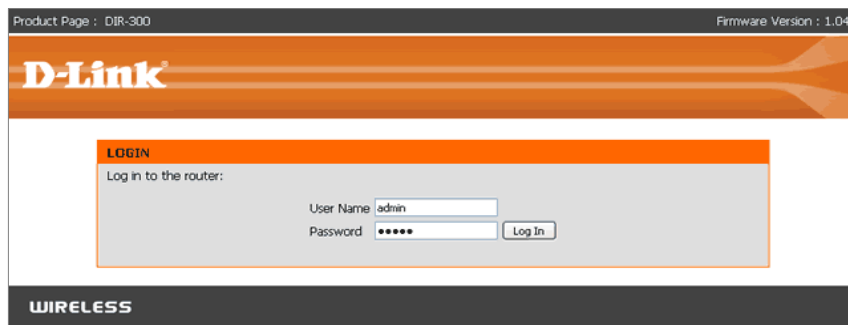 Product Page : DIR-300 Firmware Version : 1.04
D-Link
LOGIN
Log in to the router:
User Name admin
Password ••••• Log In
WIRELESS